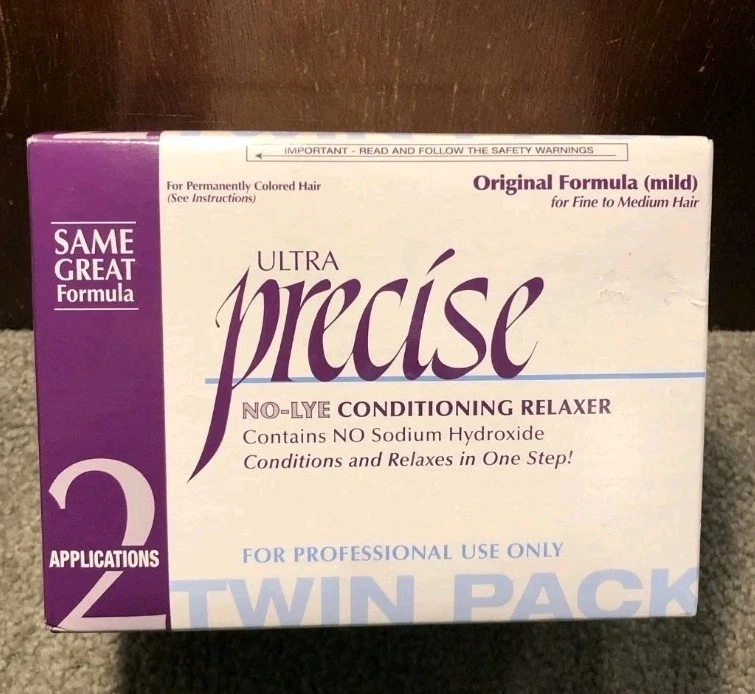 IMPORTANT - READ AND FOLLOW THE SAFETY WARNINGS
For Permanently Colored Hair
(See Instructions)
Original Formula (mild)
for Fine to Medium Hair
SAME
GREAT
Formula
ULTRA
precise
NO-LYE CONDITIONING RELAXER
Contains NO Sodium Hydroxide
Conditions and Relaxes in One Step!
2
APPLICATIONS
FOR PROFESSIONAL USE ONLY
TWIN PACK